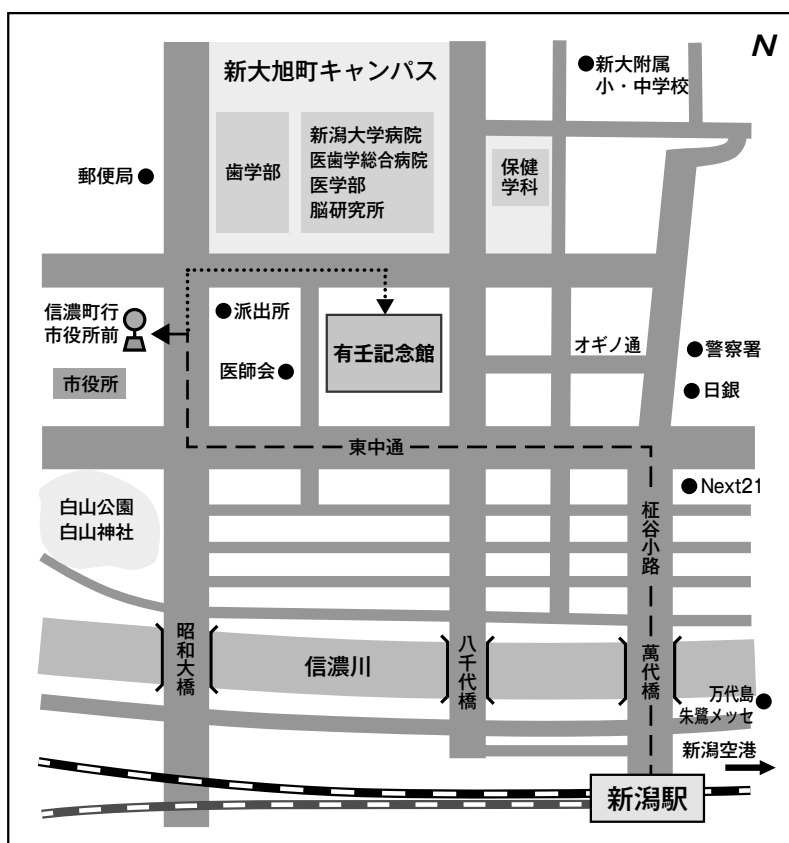 N
新大旭町キャンパス
新大附属
小・中学校
歯学部
新潟大学病院
医歯学総合病院
医学部
脳研究所
保健
学科
郵便局
信濃町行
市役所前
派出所
医師会
有壬記念館
オギノ通
警察署
日銀
市役所
東中通
Next21
白山公園
白山神社
柾谷小路
昭和大橋
信濃川
八千代橋
萬代橋
万代島
朱鷺メッセ
新潟空港
新潟駅